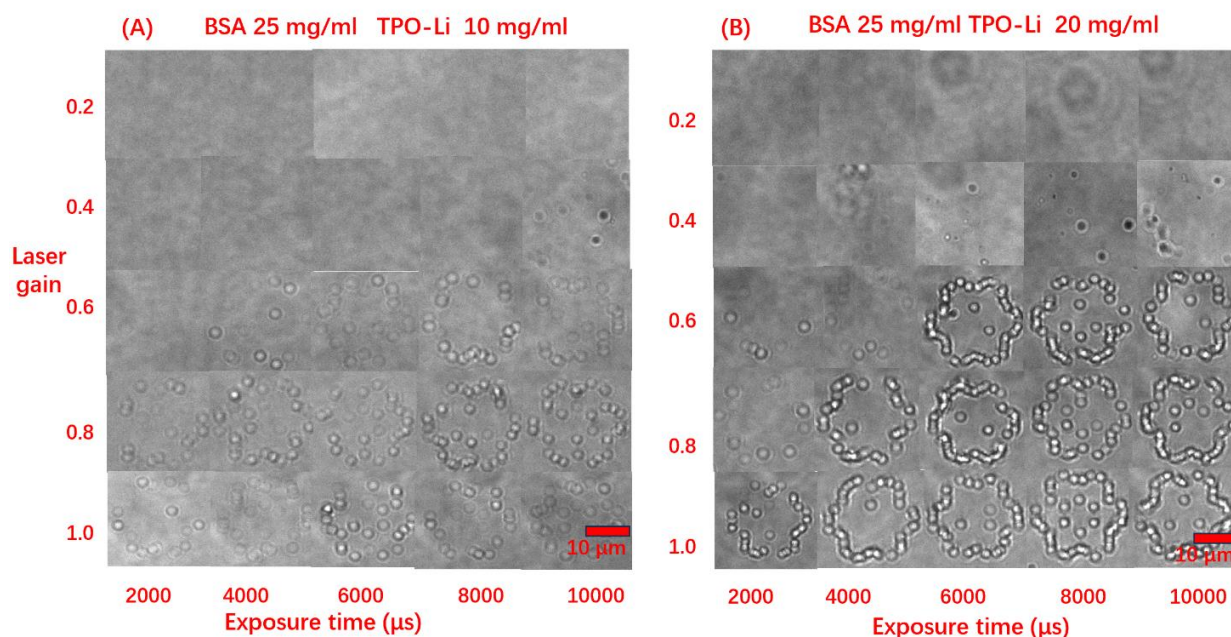 (A) BSA 25 mg/ml TPO-Li 10 mg/ml
0.2
0.4
Laser
gain
0.6
0.8
1.0
10 μm
2000 4000 6000 8000 10000
Exposure time (μs)
(B) BSA 25 mg/ml TPO-Li 20 mg/ml
0.2
0.4
0.6
0.8
1.0
10 μm
2000 4000 6000 8000 10000
Exposure time (μs)